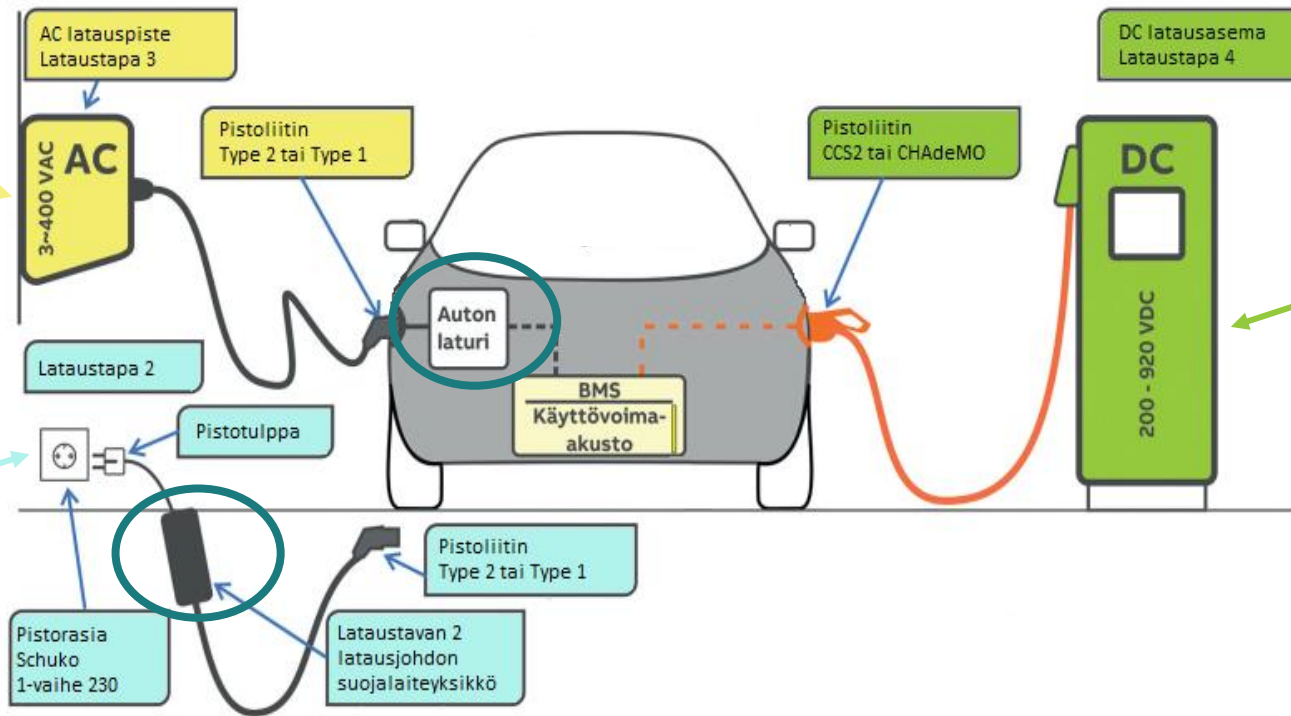 AC latauspiste
Lataustapa 3
DC latausasema
Lataustapa 4
AC
3~400 VAC
Pistoliitin
Type 2 tai Type 1
Pistoliitin
CCS2 tai CHAdeMO
DC
200 - 920 VDC
Auton
laturi
BMS
Käyttövoima-
akusto
Lataustapa 2
Pistotulppa
Pistoliitin
Type 2 tai Type 1
Pistorasia
Schuko
1-vaihe 230
Lataustavan 2
latausjohdon
suojalaiteyksikkö